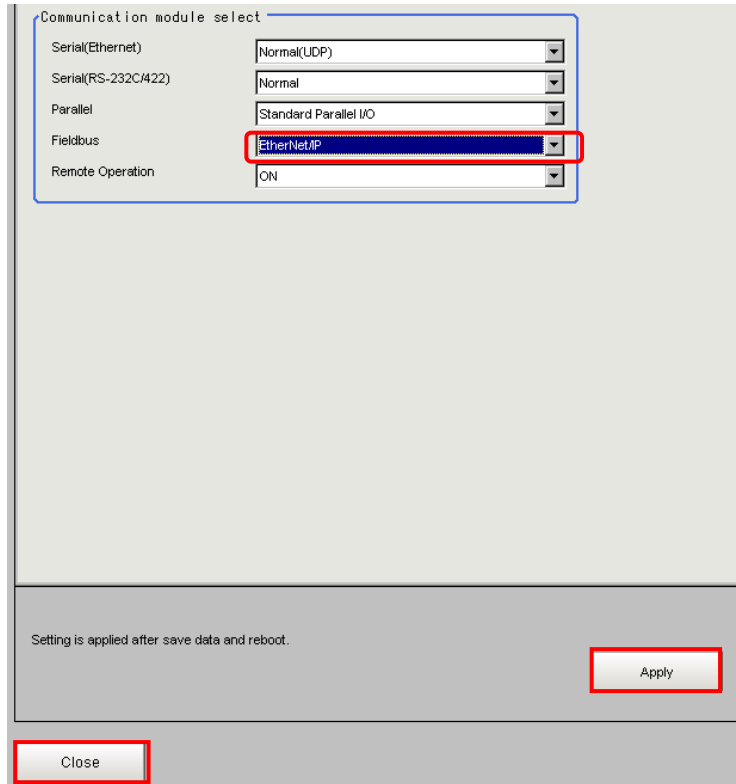 Communication module select
Serial(Ethernet) Normal(UDP)
Serial(RS-232C/422) Normal
Parallel Standard Parallel I/O
Fieldbus EtherNet/IP
Remote Operation ON
Setting is applied after save data and reboot.
Apply
Close